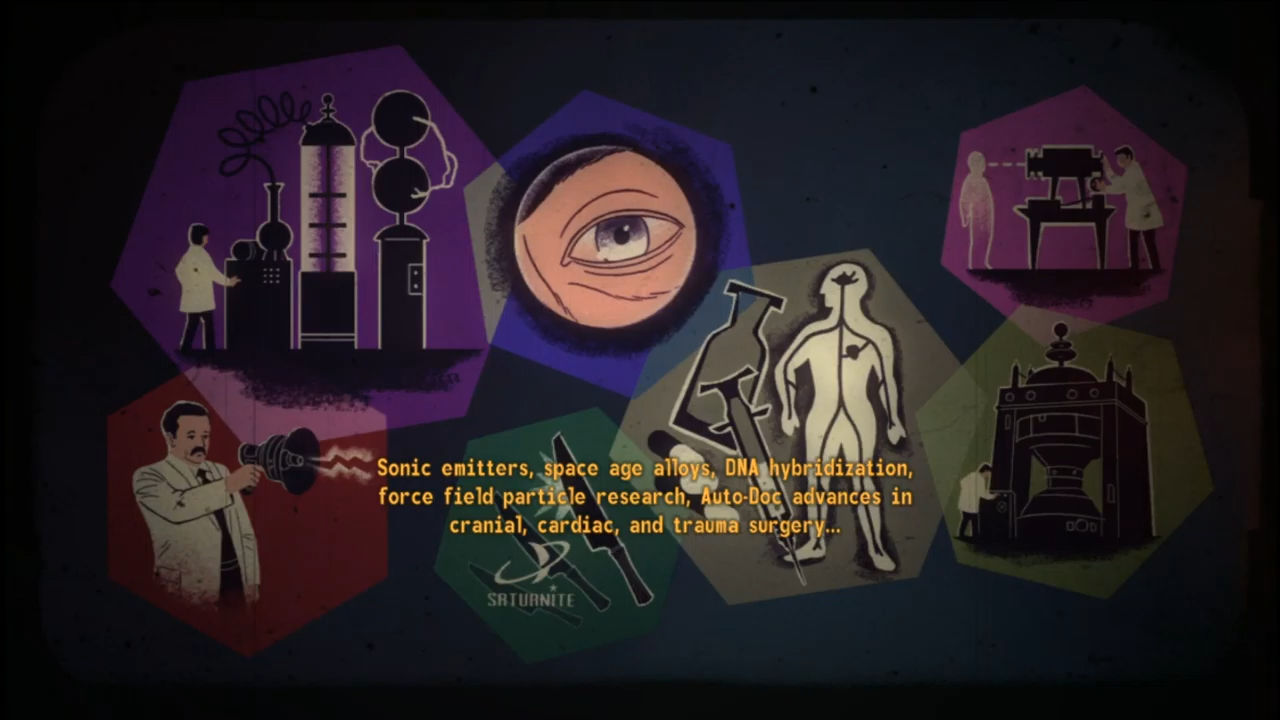 Sonic emitters, space age alloys, DNA hybridization,
force field particle research, Auto-Doc advances in
cranial, cardiac, and trauma surgery...
SATURNITE